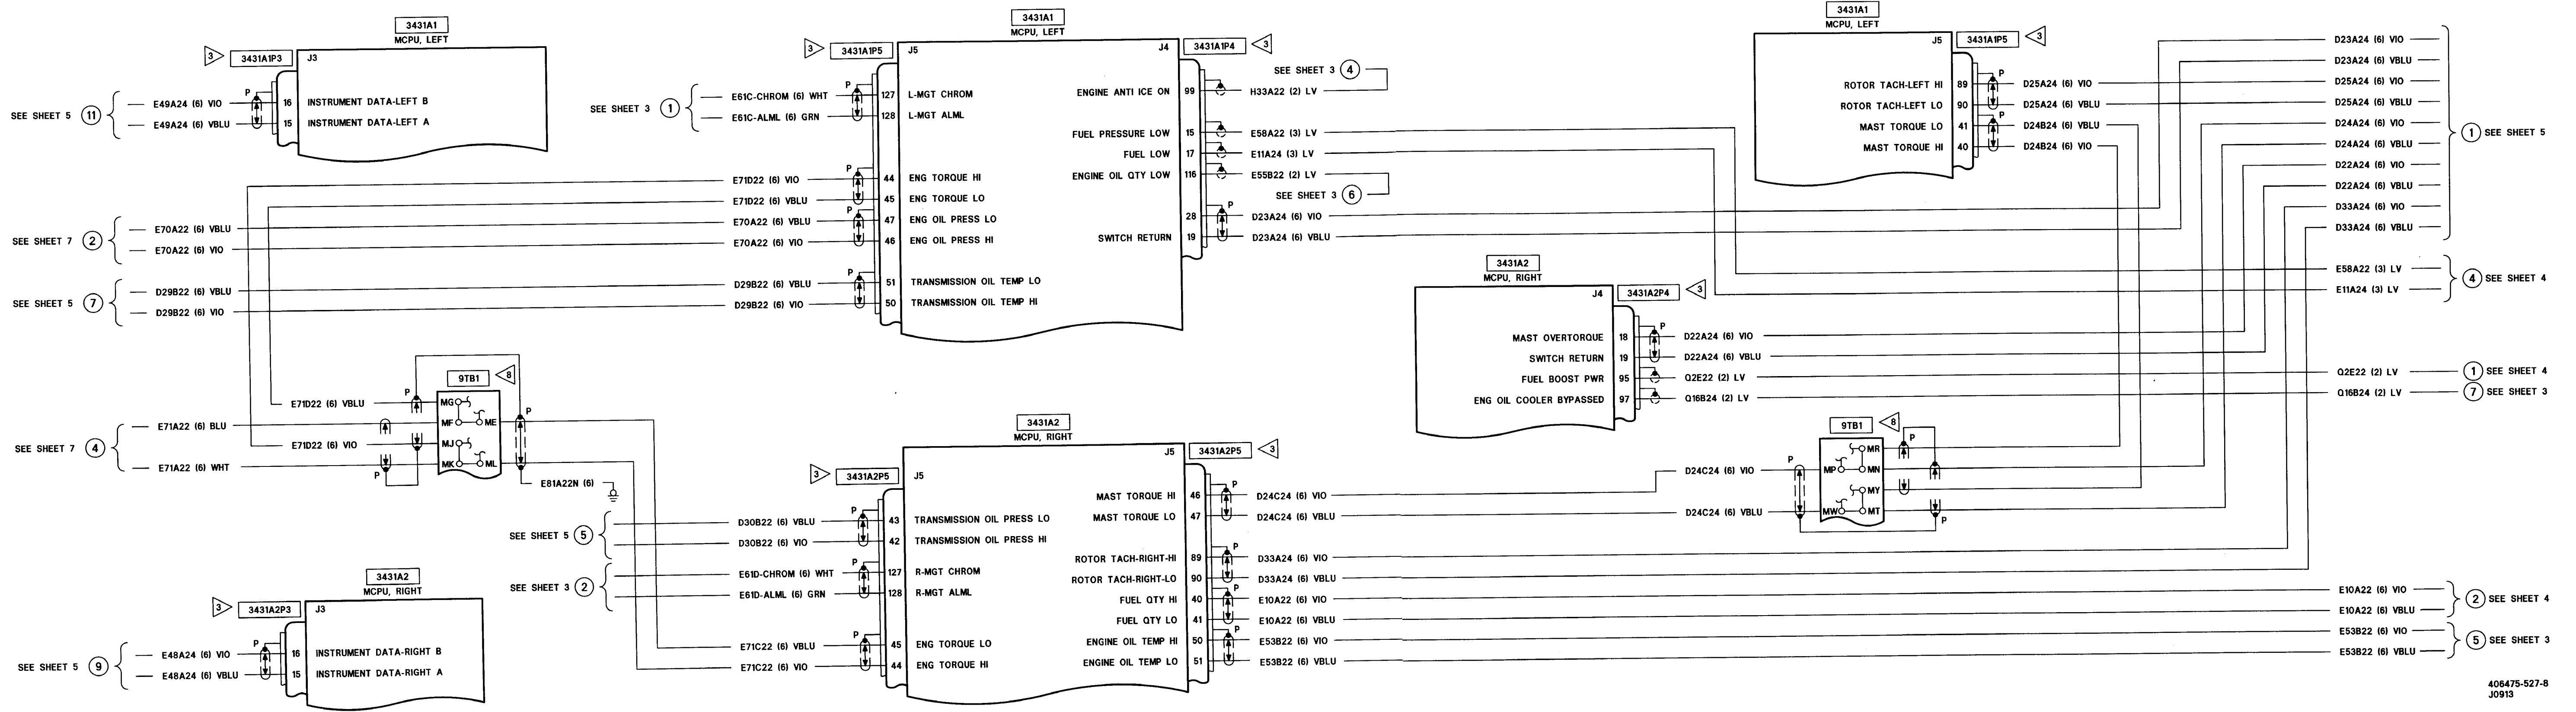 3431A1
MCPU, LEFT
3
3431A1P3
J3
P
SEE SHEET 5
11
E49A24 (6) VIO
16
INSTRUMENT DATA-LEFT B
E49A24 (6) VBLU
15
INSTRUMENT DATA-LEFT A
3431A1
MCPU, LEFT
3
3431A1P5
J5
J4
3431A1P4
3
SEE SHEET 3
1
P
E61C-CHROM (6) WHT
127
L-MGT CHROM
E61C-ALML (6) GRN
128
L-MGT ALML
P
E71D22 (6) VIO
44
ENG TORQUE HI
E71D22 (6) VBLU
45
ENG TORQUE LO
P
SEE SHEET 7
2
E70A22 (6) VBLU
E70A22 (6) VBLU
47
ENG OIL PRESS LO
E70A22 (6) VIO
E70A22 (6) VIO
46
ENG OIL PRESS HI
P
SEE SHEET 5
7
D29B22 (6) VBLU
D29B22 (6) VBLU
51
TRANSMISSION OIL TEMP LO
D29B22 (6) VIO
D29B22 (6) VIO
50
TRANSMISSION OIL TEMP HI
SEE SHEET 3
4
ENGINE ANTI ICE ON
99
H33A22 (2) LV
FUEL PRESSURE LOW
15
E58A22 (3) LV
FUEL LOW
17
E11A24 (3) LV
ENGINE OIL QTY LOW
116
E55B22 (2) LV
SEE SHEET 3
6
P
28
D23A24 (6) VIO
SWITCH RETURN
19
D23A24 (6) VBLU
3431A1
MCPU, LEFT
J5
3431A1P5
3
P
ROTOR TACH-LEFT HI
89
D25A24 (6) VIO
ROTOR TACH-LEFT LO
90
D25A24 (6) VBLU
P
MAST TORQUE LO
41
D24B24 (6) VBLU
MAST TORQUE HI
40
D24B24 (6) VIO
D23A24 (6) VIO
D23A24 (6) VBLU
D25A24 (6) VIO
D25A24 (6) VBLU
D24A24 (6) VIO
1
SEE SHEET 5
D24A24 (6) VBLU
D22A24 (6) VIO
D22A24 (6) VBLU
D33A24 (6) VIO
D33A24 (6) VBLU
E58A22 (3) LV
4
SEE SHEET 4
E11A24 (3) LV
3431A2
MCPU, RIGHT
J4
3431A2P4
3
P
MAST OVERTORQUE
18
D22A24 (6) VIO
SWITCH RETURN
19
D22A24 (6) VBLU
FUEL BOOST PWR
95
Q2E22 (2) LV
Q2E22 (2) LV
1
SEE SHEET 4
ENG OIL COOLER BYPASSED
97
Q16B24 (2) LV
Q16B24 (2) LV
7
SEE SHEET 3
9TB1
8
P
P
E71D22 (6) VBLU
MG
SEE SHEET 7
4
E71A22 (6) BLU
MF
ME
E71D22 (6) VIO
MJ
E71A22 (6) WHT
MK
ML
P
E81A22N (6)
3431A2
MCPU, RIGHT
3
3431A2P5
J5
J5
3431A2P5
3
P
SEE SHEET 5
5
D30B22 (6) VBLU
43
TRANSMISSION OIL PRESS LO
D30B22 (6) VIO
42
TRANSMISSION OIL PRESS HI
P
SEE SHEET 3
2
E61D-CHROM (6) WHT
127
R-MGT CHROM
E61D-ALML (6) GRN
128
R-MGT ALML
P
E71C22 (6) VBLU
45
ENG TORQUE LO
E71C22 (6) VIO
44
ENG TORQUE HI
P
MAST TORQUE HI
46
D24C24 (6) VIO
MAST TORQUE LO
47
D24C24 (6) VBLU
P
ROTOR TACH-RIGHT-HI
89
D33A24 (6) VIO
ROTOR TACH-RIGHT-LO
90
D33A24 (6) VBLU
P
FUEL QTY HI
40
E10A22 (6) VIO
FUEL QTY LO
41
E10A22 (6) VBLU
P
ENGINE OIL TEMP HI
50
E53B22 (6) VIO
ENGINE OIL TEMP LO
51
E53B22 (6) VBLU
9TB1
8
P
P
D24C24 (6) VIO
MR
MP
MN
MY
D24C24 (6) VBLU
MW
MT
P
E10A22 (6) VIO
2
SEE SHEET 4
E10A22 (6) VBLU
E53B22 (6) VIO
5
SEE SHEET 3
E53B22 (6) VBLU
3431A2
MCPU, RIGHT
3
3431A2P3
J3
P
SEE SHEET 5
9
E48A24 (6) VIO
16
INSTRUMENT DATA-RIGHT B
E48A24 (6) VBLU
15
INSTRUMENT DATA-RIGHT A
406475-527-8
J0913